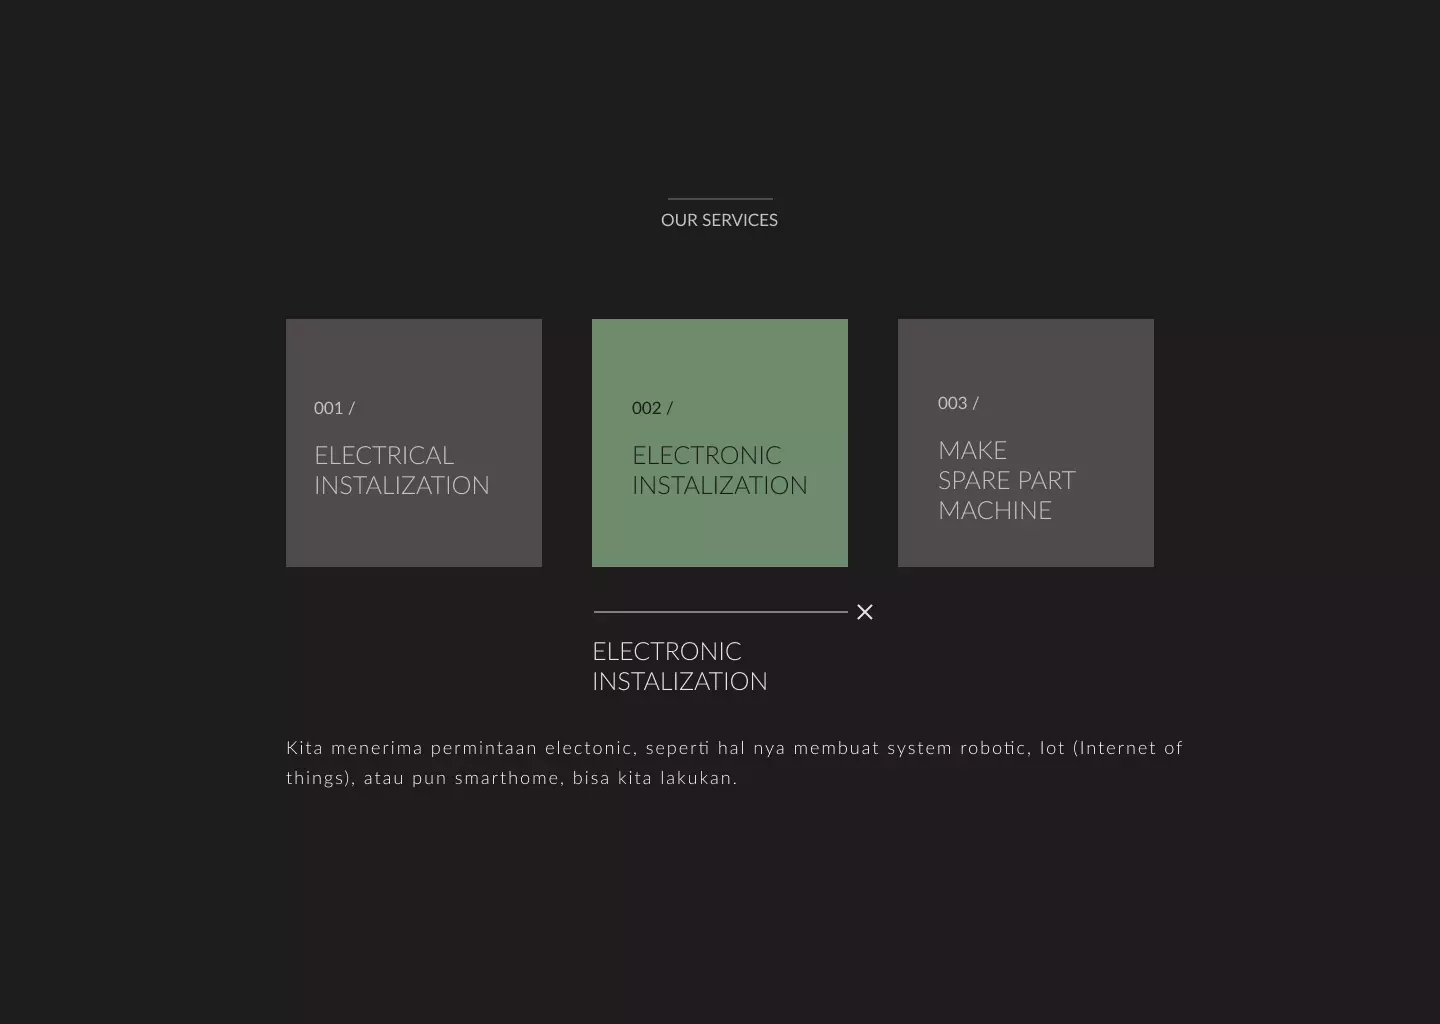 OUR SERVICES
001 /
ELECTRICAL
INSTALIZATION
002 /
ELECTRONIC
INSTALIZATION
003 /
MAKE
SPARE PART
MACHINE
ELECTRONIC
INSTALIZATION
Kita menerima permintaan electonic, seperti hal nya membuat system robotic, Iot (Internet of
things), atau pun smarthome, bisa kita lakukan.